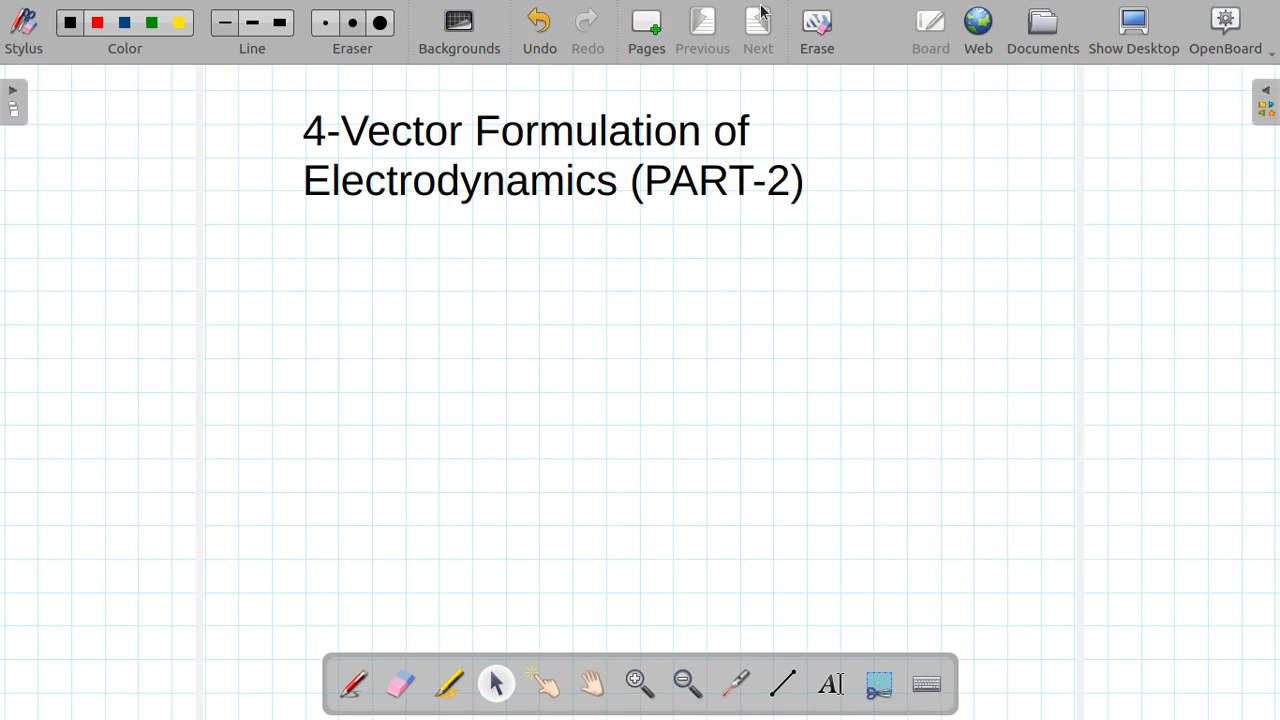 Stylus Color Line Eraser Backgrounds Undo Redo Pages Previous Next Erase Board Web Documents Show Desktop OpenBoard
4-Vector Formulation of
Electrodynamics (PART-2)